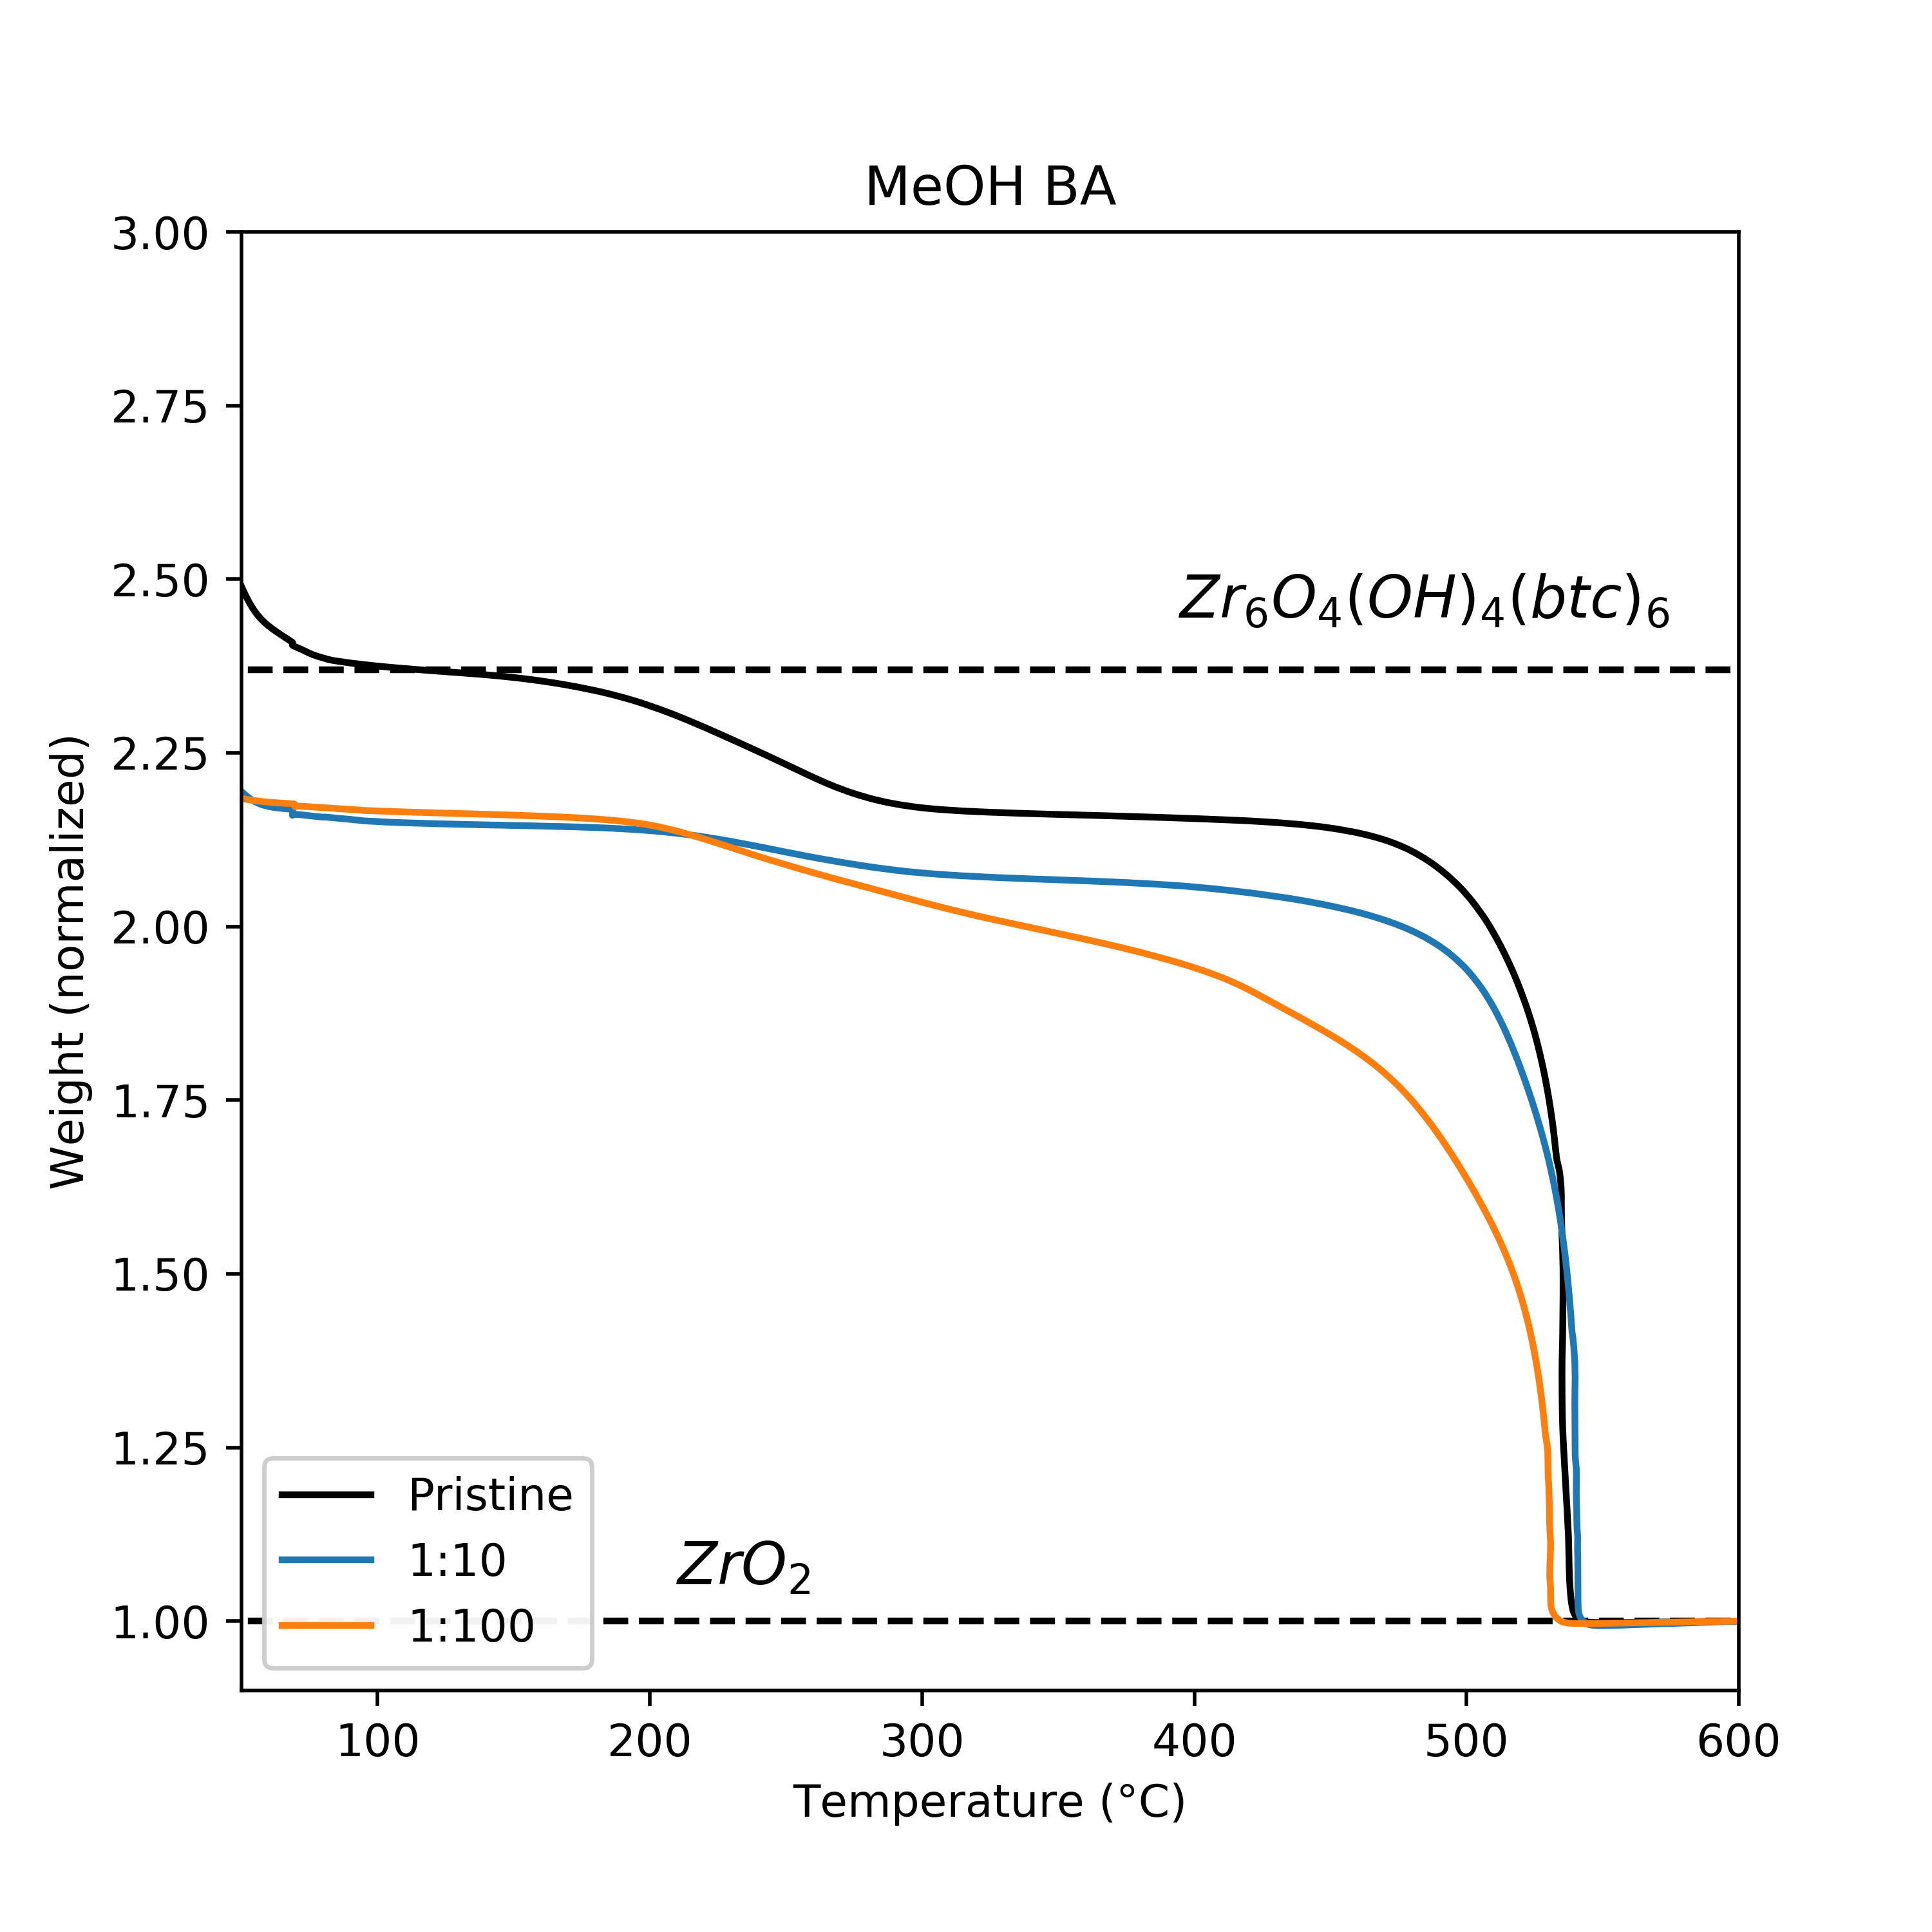 MeOH BA
3.00
2.75
2.50
2.25
2.00
1.75
1.50
1.25
1.00
Weight (normalized)
Zr₆O₄(OH)₄(btc)₆
ZrO₂
Pristine
1:10
1:100
100 200 300 400 500 600
Temperature (°C)